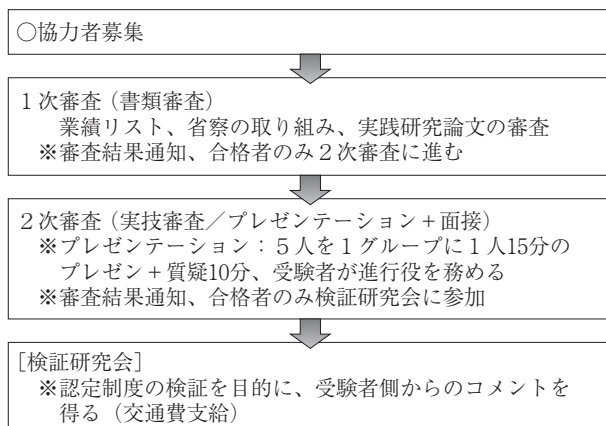 ○協力者募集
１次審査（書類審査）
業績リスト、省察の取り組み、実践研究論文の審査
※審査結果通知、合格者のみ２次審査に進む
２次審査（実技審査／プレゼンテーション＋面接）
※プレゼンテーション：５人を１グループに１人15分の
プレゼン＋質疑10分、受験者が進行役を務める
※審査結果通知、合格者のみ検証研究会に参加
［検証研究会］
※認定制度の検証を目的に、受験者側からのコメントを
得る（交通費支給）